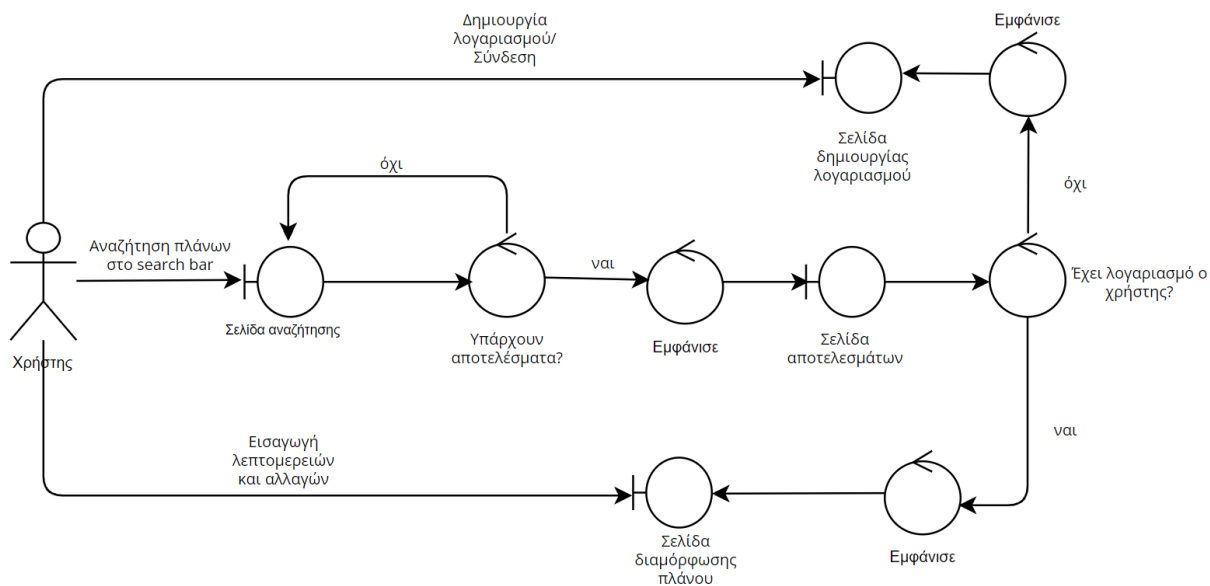 Δημιουργία
λογαριασμού/
Σύνδεση
Εμφάνισε
Σελίδα
δημιουργίας
λογαριασμού
όχι
όχι
Αναζήτηση πλάνων
στο search bar
ναι
Έχει λογαριασμό ο
χρήστης?
Σελίδα αναζήτησης
Υπάρχουν
αποτελέσματα?
Εμφάνισε
Σελίδα
αποτελεσμάτων
Χρήστης
ναι
Εισαγωγή
λεπτομερειών
και αλλαγών
Σελίδα
διαμόρφωσης
πλάνου
Εμφάνισε